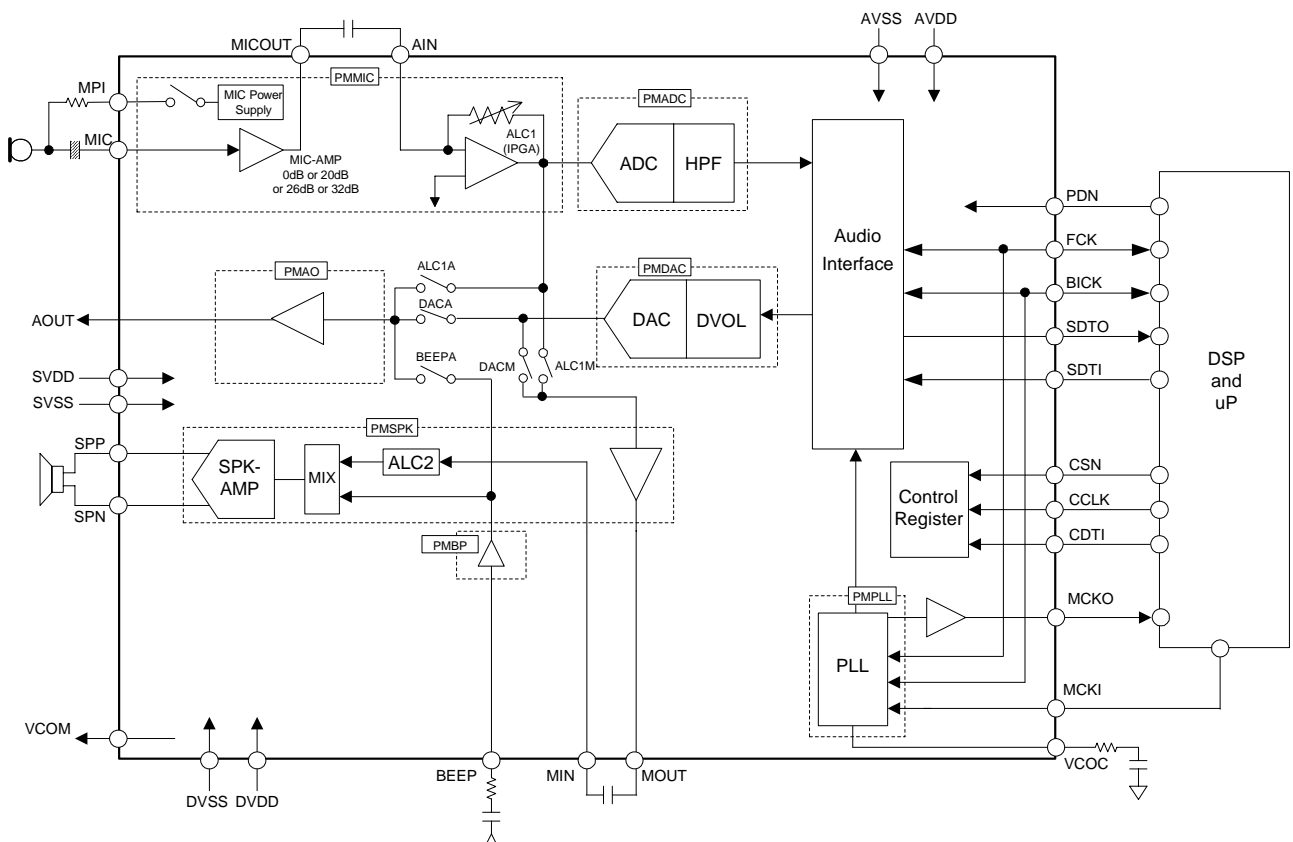 AVSS AVDD
MICOUT AIN
PMMIC
MPI
MIC Power
Supply
PMADC
ALC1
(IPGA)
MIC
MIC-AMP
0dB or 20dB
or 26dB or 32dB
ADC HPF
Audio
Interface
PDN
FCK
BICK
SDTO
SDTI
DSP
and
uP
PMAO
ALC1A
DACA
BEEPA
PMDAC
DAC DVOL
DACM ALC1M
AOUT
SVDD
SVSS
PMSPK
SPP
SPN
SPK-
AMP
MIX
ALC2
Control
Register
CSN
CCLK
CDTI
PMBP
PMPLL
PLL
MCKO
MCKI
VCOM
VCOC
DVSS DVDD
BEEP
MIN
MOUT